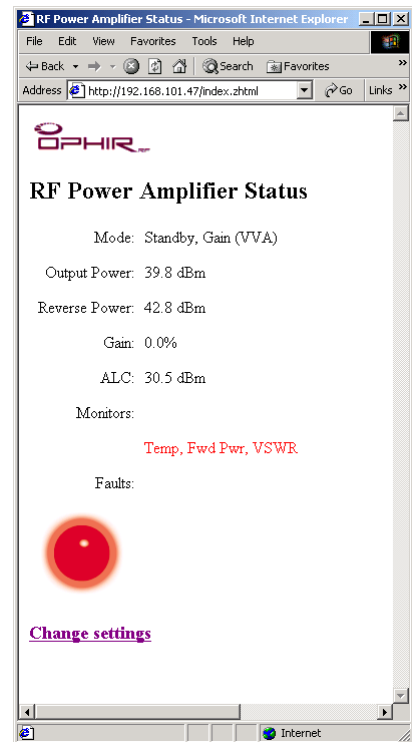 RF Power Amplifier Status - Microsoft Internet Explorer
File Edit View Favorites Tools Help
Back Search Favorites »
Address http://192.168.101.47/index.zhtml Go Links »
OPHIR RF
RF Power Amplifier Status
Mode: Standby, Gain (VVA)
Output Power: 39.8 dBm
Reverse Power: 42.8 dBm
Gain: 0.0%
ALC: 30.5 dBm
Monitors:
Temp, Fwd Pwr, VSWR
Faults:
Change settings
Internet